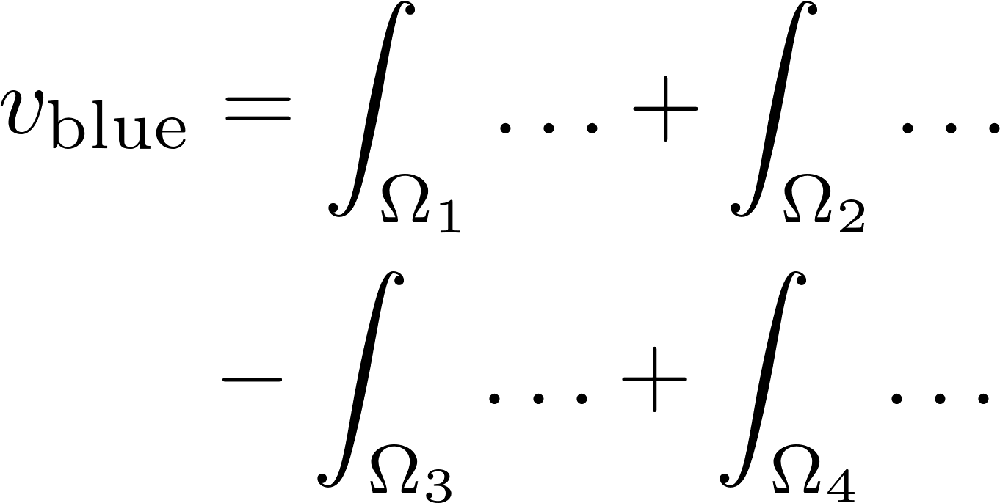 v_blue = ∫_Ω₁ … + ∫_Ω₂ …
− ∫_Ω₃ … + ∫_Ω₄ …